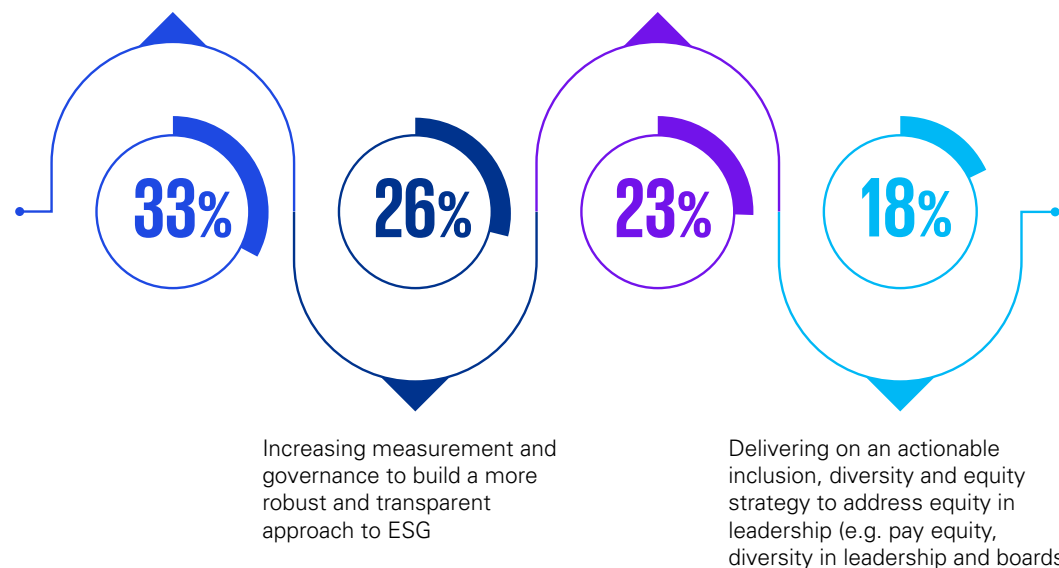 33%
26%
23%
18%
Increasing measurement and
governance to build a more
robust and transparent
approach to ESG
Delivering on an actionable
inclusion, diversity and equity
strategy to address equity in
leadership (e.g. pay equity,
diversity in leadership and boards